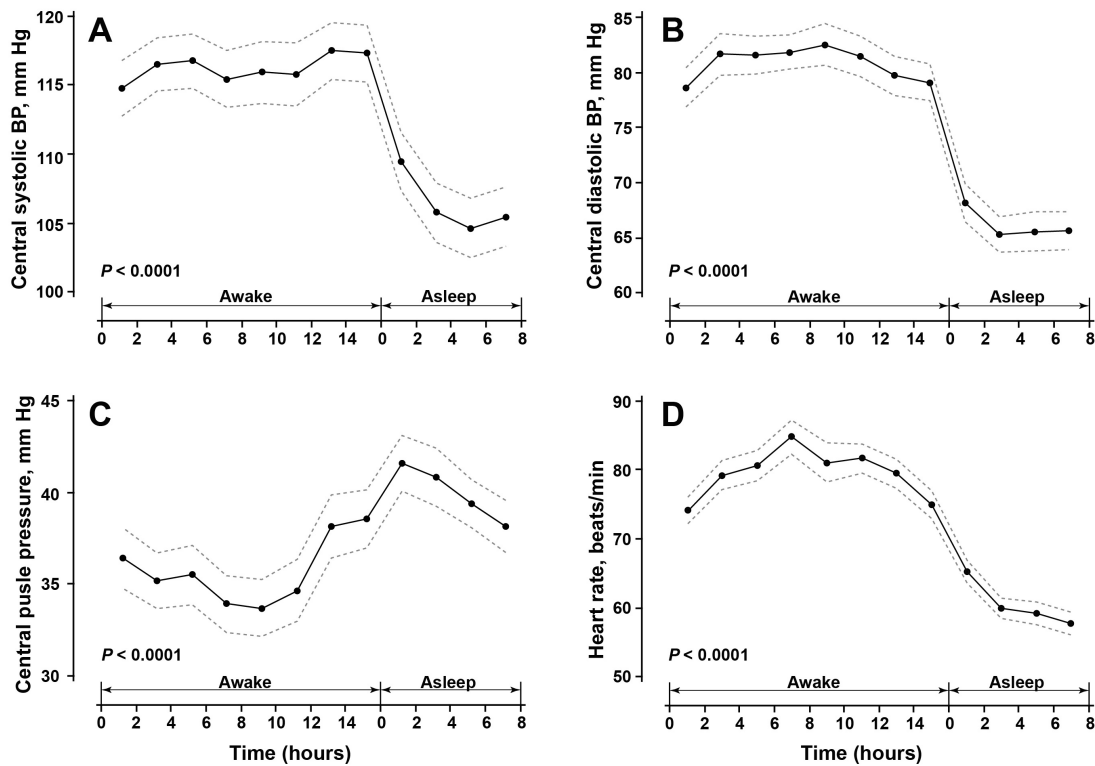 A
Central systolic BP, mm Hg
120
115
110
105
100
P < 0.0001
Awake
Asleep
0 2 4 6 8 10 12 14 0 2 4 6 8
B
Central diastolic BP, mm Hg
85
80
75
70
65
60
P < 0.0001
Awake
Asleep
0 2 4 6 8 10 12 14 0 2 4 6 8
C
Central pusle pressure, mm Hg
45
40
35
30
P < 0.0001
Awake
Asleep
0 2 4 6 8 10 12 14 0 2 4 6 8
Time (hours)
D
Heart rate, beats/min
90
80
70
60
50
P < 0.0001
Awake
Asleep
0 2 4 6 8 10 12 14 0 2 4 6 8
Time (hours)